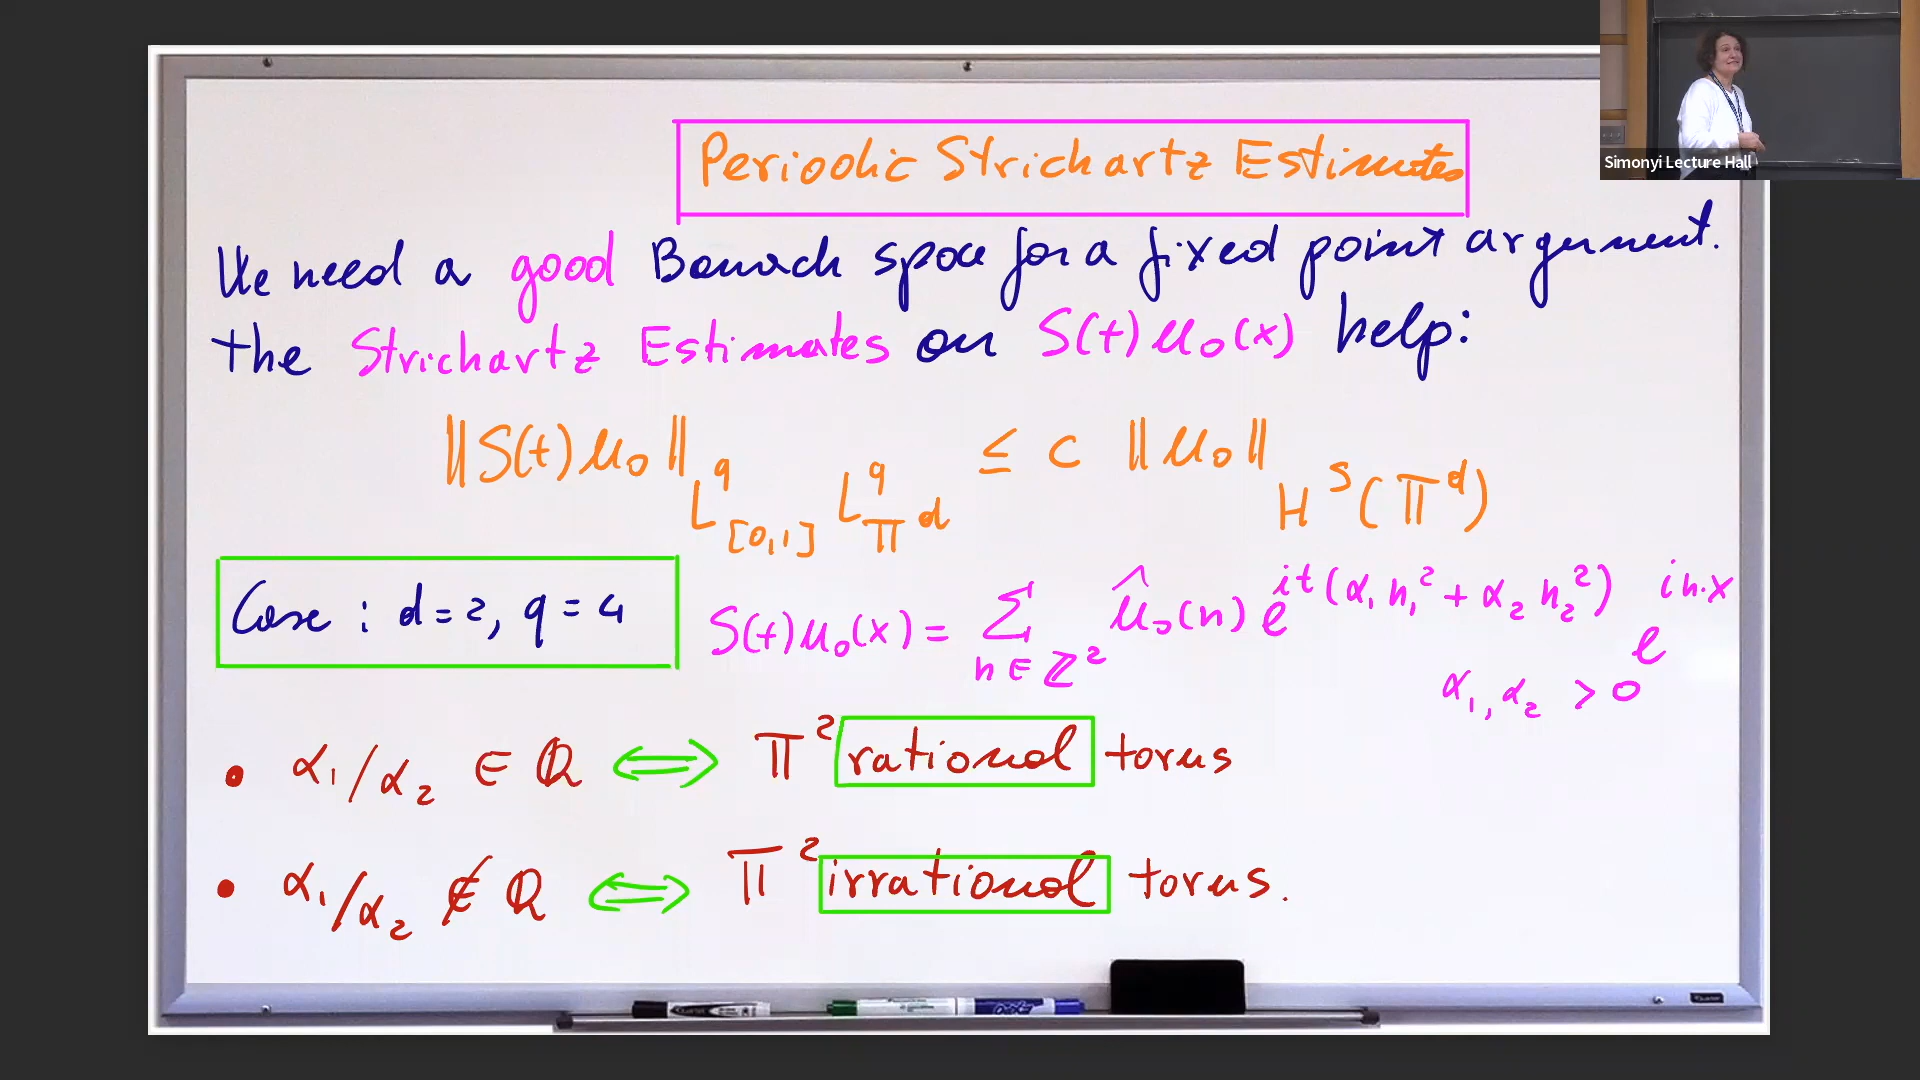 Simonyi Lecture Hall
Periodic Strichartz Estimates
We need a good Banach space for a fixed point argument.
the Strichartz Estimates on S(t)u₀(x) help:
‖S(t)u₀‖_{L^q_{[0,1]} L^q_{𝕋^d}} ≤ C ‖u₀‖_{H^s(𝕋^d)}
Case: d=2, q=4
S(t)u₀(x) = Σ_{n∈ℤ²} û₀(n) e^{it(α₁n₁² + α₂n₂²)} e^{in·x}
α₁, α₂ > 0
• α₁/α₂ ∈ ℚ ⟺ 𝕋² rational torus
• α₁/α₂ ∉ ℚ ⟺ 𝕋² irrational torus.